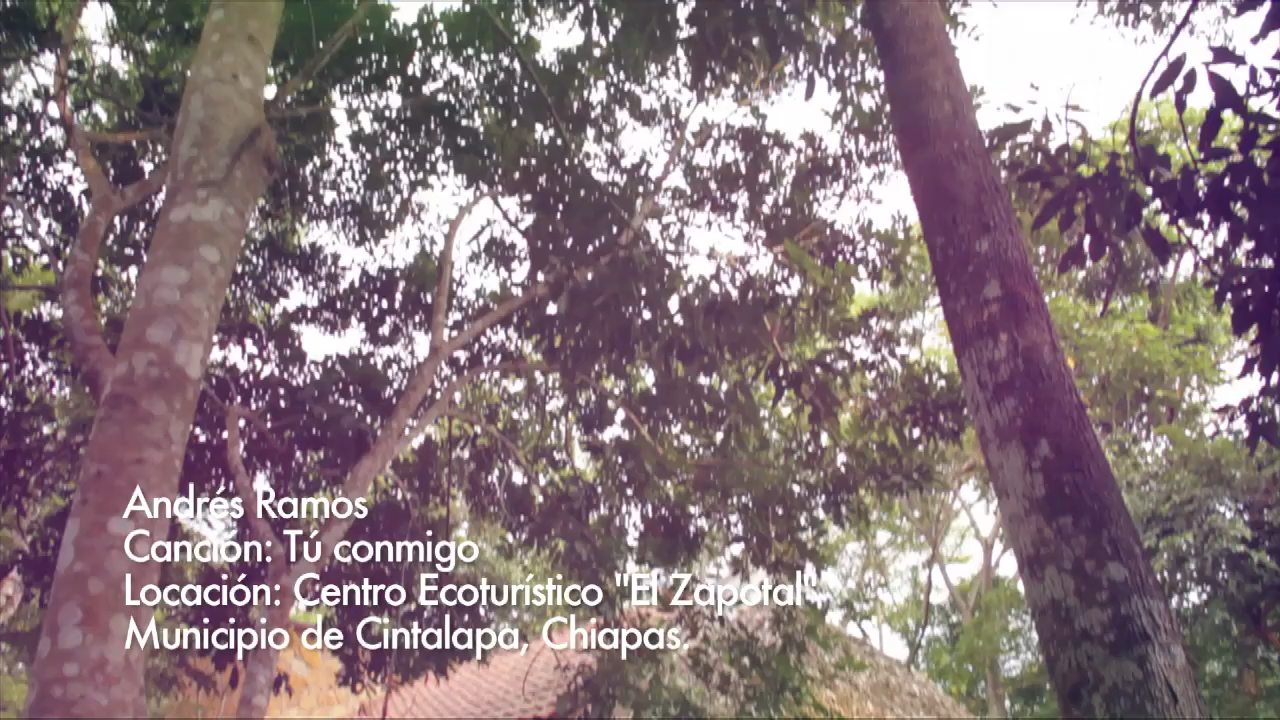 Andrés Ramos
Canción: Tú conmigo
Locación: Centro Ecoturístico "El Zapotal"
Municipio de Cintalapa, Chiapas.